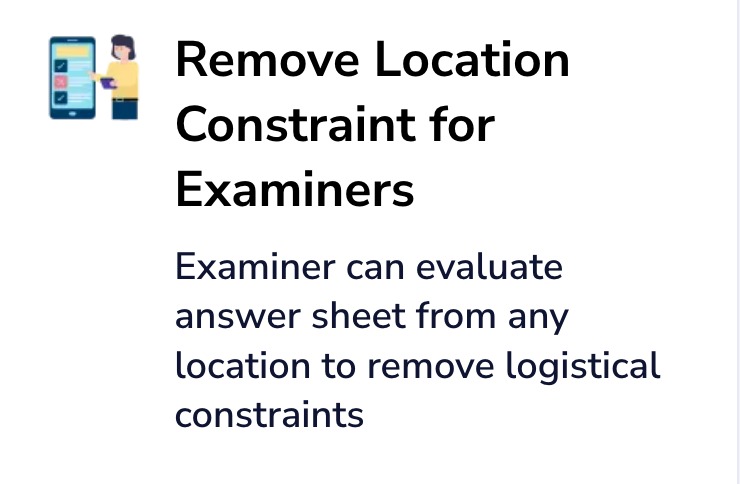 Remove Location
Constraint for
Examiners
Examiner can evaluate
answer sheet from any
location to remove logistical
constraints